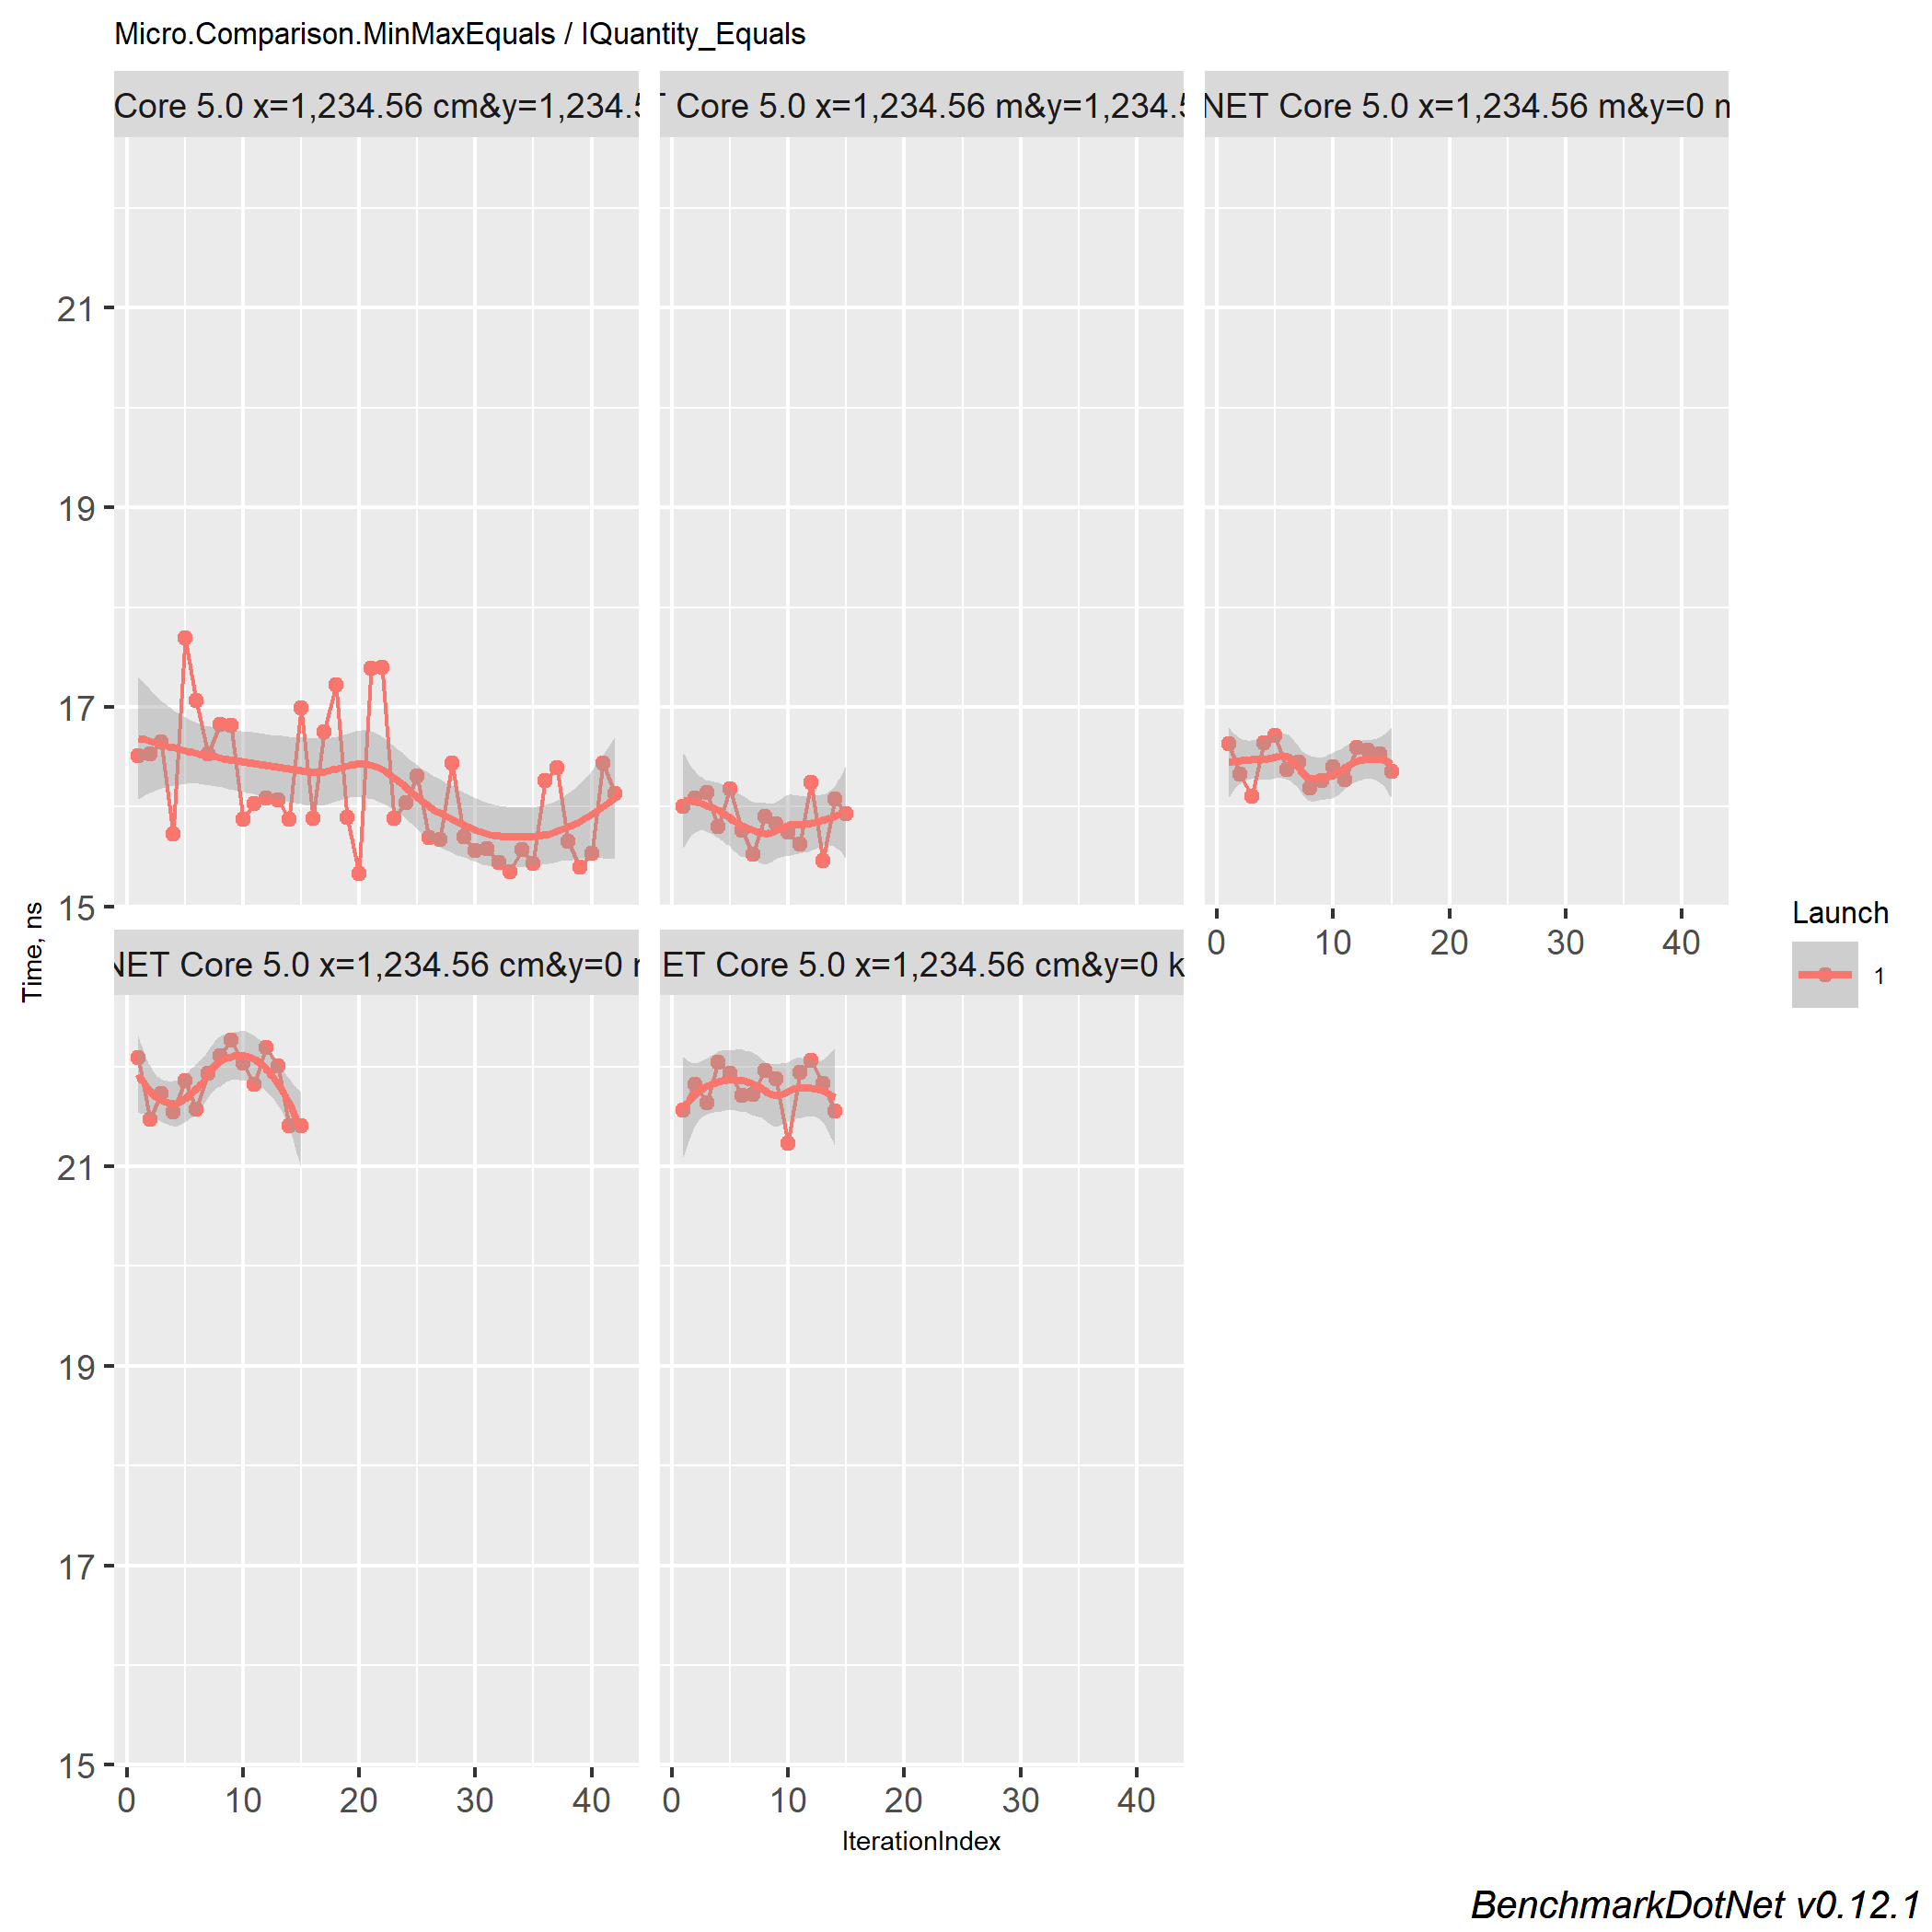 Micro.Comparison.MinMaxEquals / IQuantity_Equals
Core 5.0 x=1,234.56 cm&y=1,234.5
Core 5.0 x=1,234.56 m&y=1,234.5
NET Core 5.0 x=1,234.56 m&y=0
21
19
17
15
0 10 20 30 40
Time, ns
Launch
1
NET Core 5.0 x=1,234.56 cm&y=0
ET Core 5.0 x=1,234.56 cm&y=0 k
21
19
17
15
0 10 20 30 40
0 10 20 30 40
IterationIndex
BenchmarkDotNet v0.12.1